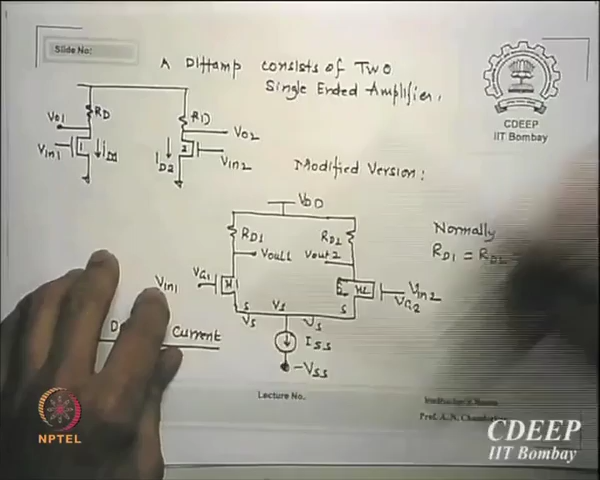 Slide No:
A Diffamp consists of Two
Single Ended Amplifier.
CDEEP
IIT Bombay
RD
RD
VO1
VO2
Vin1
1
iD1
ID2
2
Vin2
Modified Version:
VDD
RD1
RD2
Normally
RD1 = RD2
Vout1
Vout2
Vin1
VG1
M1
M2
Vin2
VG2
S
VS
VS
VS
S
Current
ISS
-VSS
Lecture No.
Prof. A. N. Chandorkar
NPTEL
CDEEP
IIT Bombay